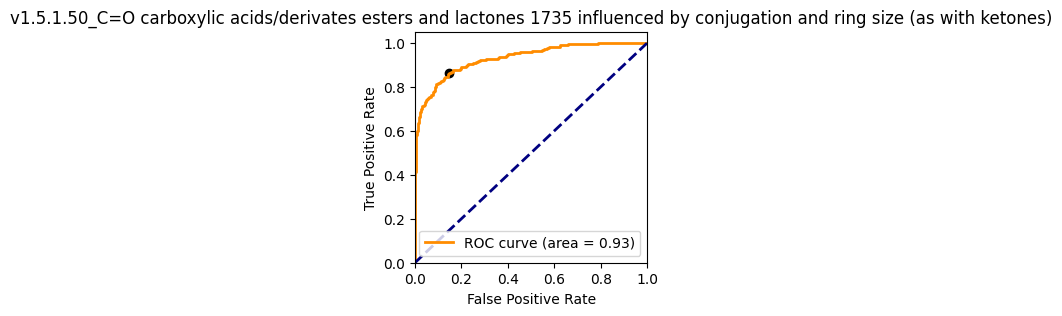 v1.5.1.50_C=O carboxylic acids/derivates esters and lactones 1735 influenced by conjugation and ring size (as with ketones)
1.0
0.8
0.6
0.4
0.2
0.0
True Positive Rate
ROC curve (area = 0.93)
0.0 0.2 0.4 0.6 0.8 1.0
False Positive Rate